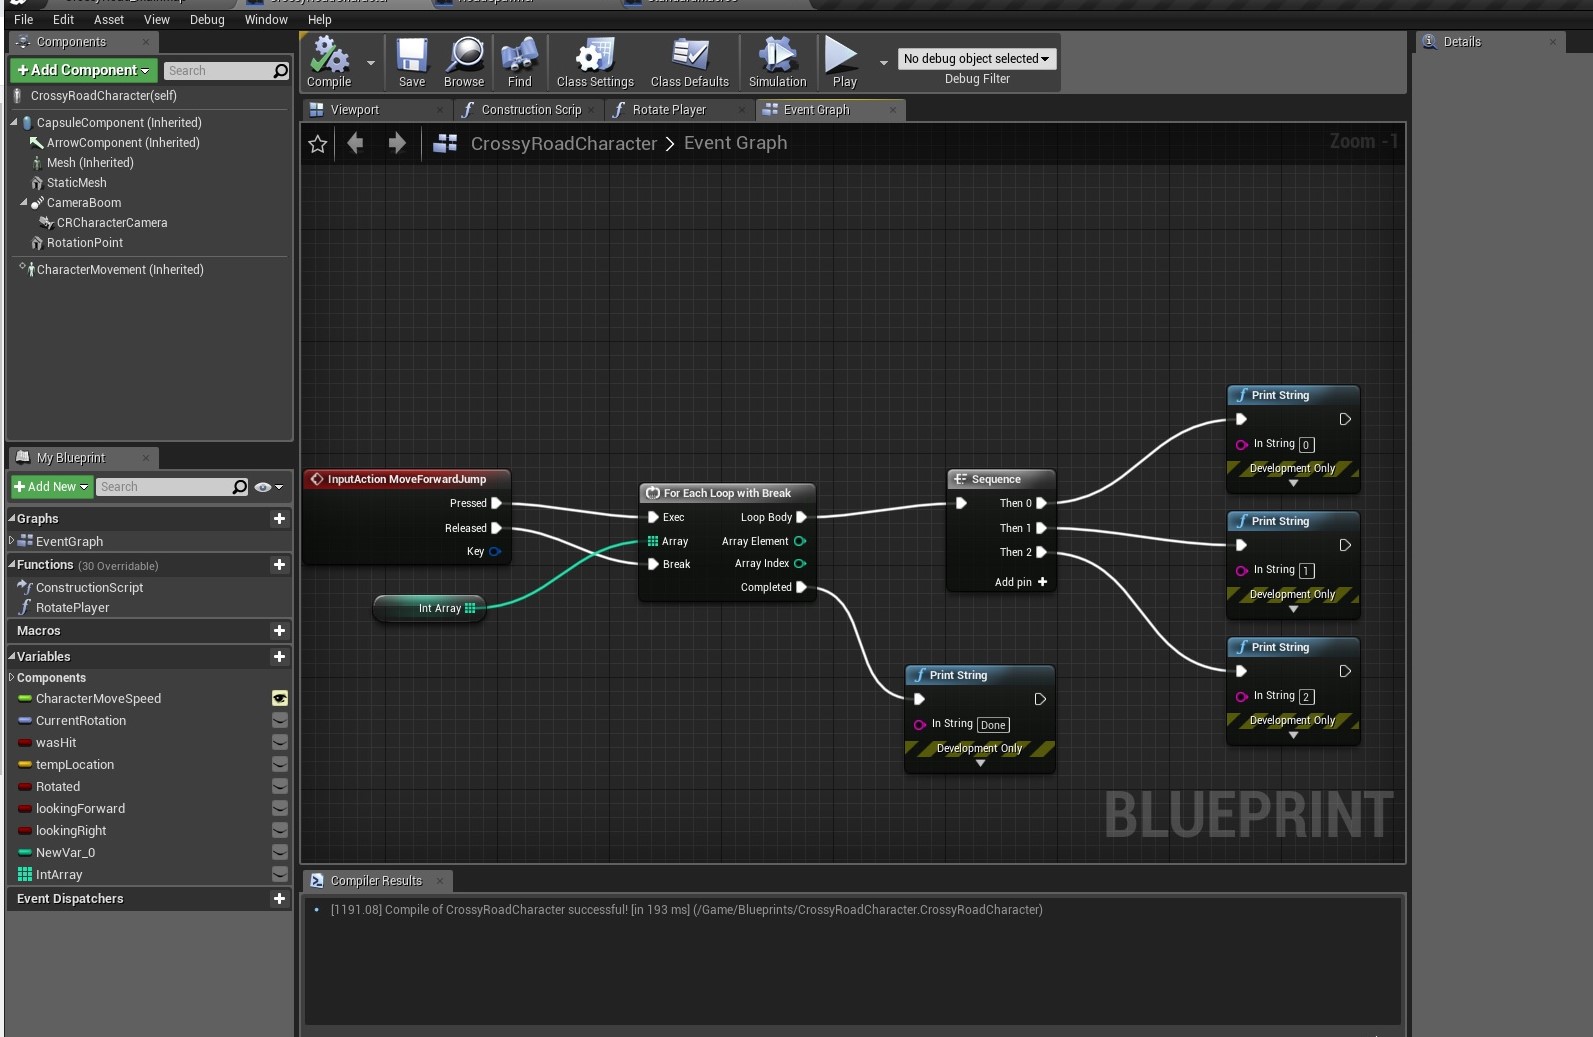 File Edit Asset View Debug Window Help
Components
+ Add Component
Search
CrossyRoadCharacter(self)
CapsuleComponent (Inherited)
ArrowComponent (Inherited)
Mesh (Inherited)
StaticMesh
CameraBoom
CRCharacterCamera
RotationPoint
CharacterMovement (Inherited)
My Blueprint
+ Add New
Search
Graphs
EventGraph
Functions (30 Overridable)
ConstructionScript
RotatePlayer
Macros
Variables
Components
CharacterMoveSpeed
CurrentRotation
wasHit
tempLocation
Rotated
lookingForward
lookingRight
NewVar_0
IntArray
Event Dispatchers
Compile
Save
Browse
Find
Class Settings
Class Defaults
Simulation
Play
No debug object selected
Debug Filter
Viewport
Construction Scrip
Rotate Player
Event Graph
CrossyRoadCharacter > Event Graph
Zoom -1
InputAction MoveForwardJump
Pressed
Released
Key
Int Array
For Each Loop with Break
Exec Loop Body
Array Array Element
Array Index
Break
Completed
Sequence
Then 0
Then 1
Then 2
Add pin +
Print String
In String 0
Development Only
Print String
In String 1
Development Only
Print String
In String 2
Development Only
Print String
In String Done
Development Only
BLUEPRINT
Compiler Results
[1191.08] Compile of CrossyRoadCharacter successful! [in 193 ms] (/Game/Blueprints/CrossyRoadCharacter.CrossyRoadCharacter)
Details